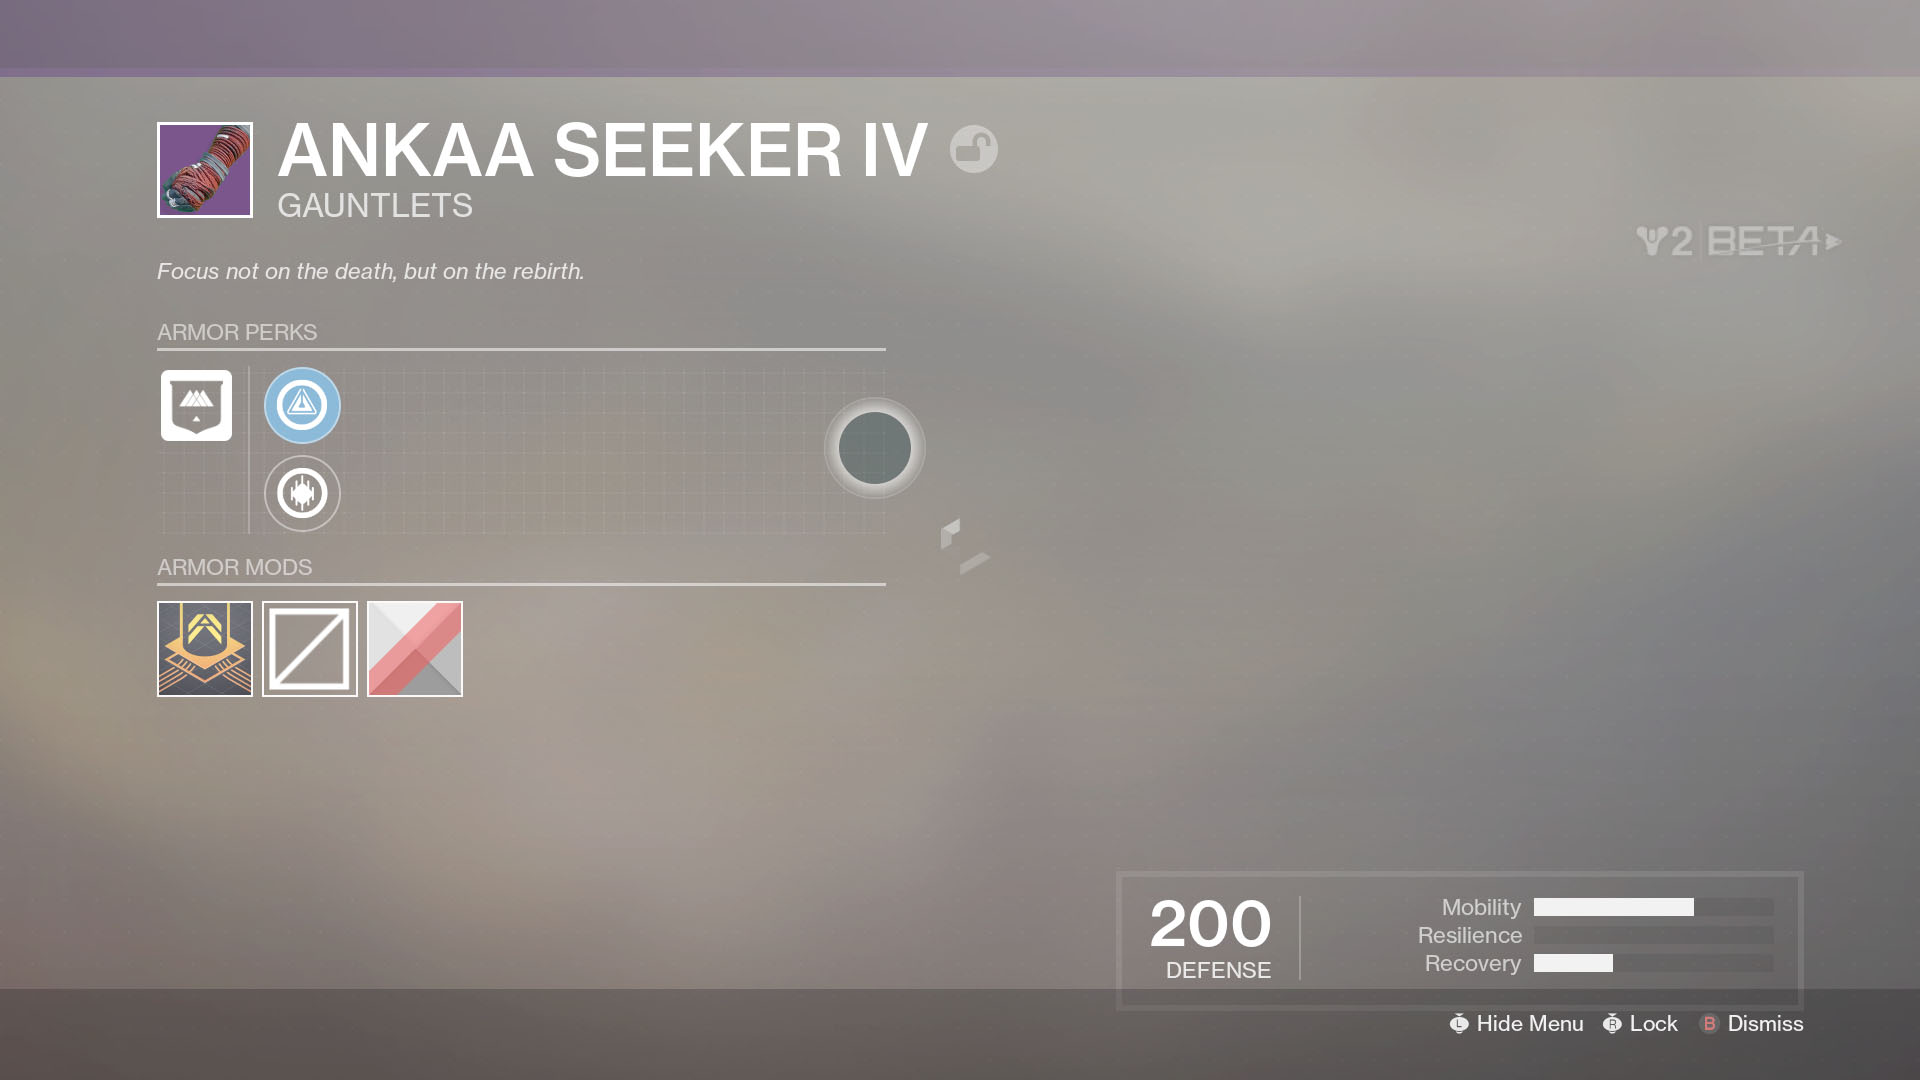 ANKAA SEEKER IV
GAUNTLETS
Focus not on the death, but on the rebirth.
2 BETA
ARMOR PERKS
ARMOR MODS
200
DEFENSE
Mobility
Resilience
Recovery
L Hide Menu R Lock B Dismiss